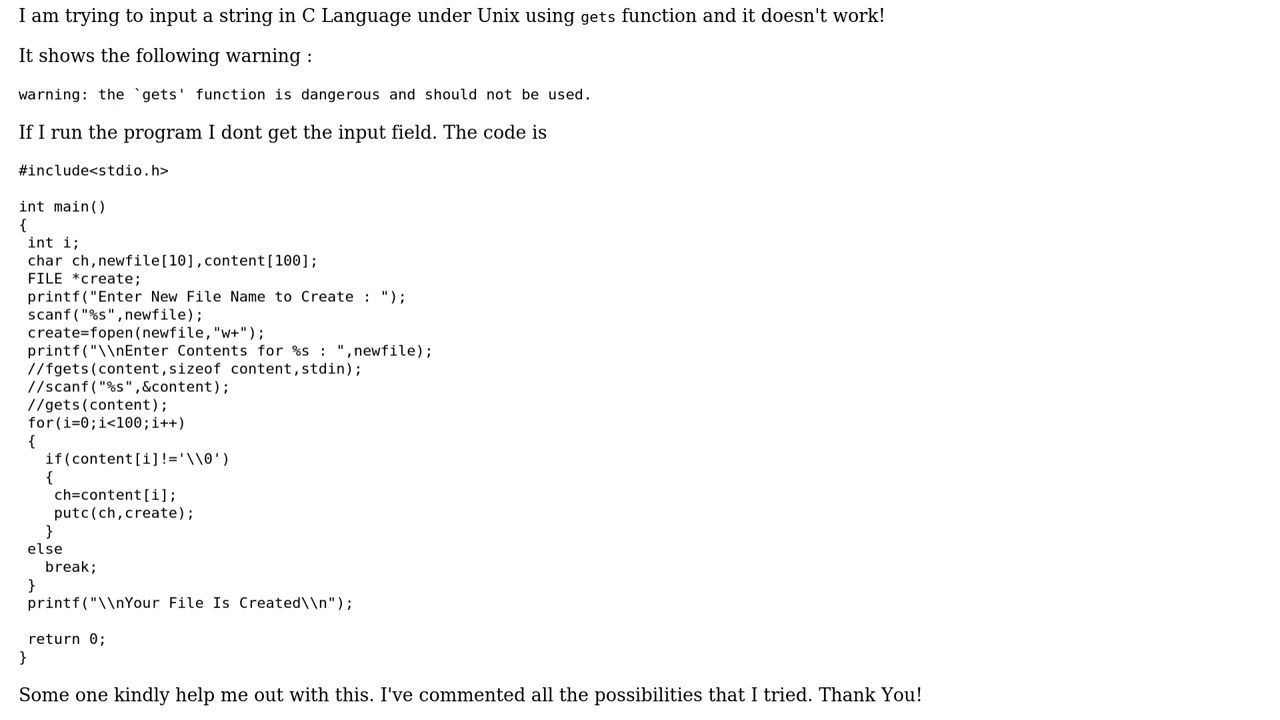 I am trying to input a string in C Language under Unix using gets function and it doesn't work!
It shows the following warning :
warning: the `gets' function is dangerous and should not be used.
If I run the program I dont get the input field. The code is
#include<stdio.h>
int main()
{
 int i;
 char ch,newfile[10],content[100];
 FILE *create;
 printf("Enter New File Name to Create : ");
 scanf("%s",newfile);
 create=fopen(newfile,"w+");
 printf("\\nEnter Contents for %s : ",newfile);
 //fgets(content,sizeof content,stdin);
 //scanf("%s",&content);
 //gets(content);
 for(i=0;i<100;i++)
 {
   if(content[i]!='\\0')
   {
    ch=content[i];
    putc(ch,create);
   }
 else
   break;
 }
 printf("\\nYour File Is Created\\n");
 return 0;
}
Some one kindly help me out with this. I've commented all the possibilities that I tried. Thank You!